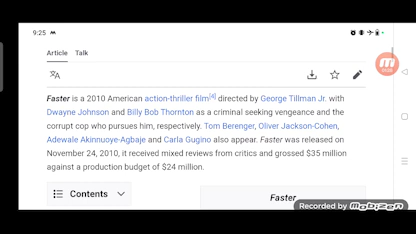 9:25
Article Talk
Faster is a 2010 American action-thriller film[4] directed by George Tillman Jr. with
Dwayne Johnson and Billy Bob Thornton as a criminal seeking vengeance and the
corrupt cop who pursues him, respectively. Tom Berenger, Oliver Jackson-Cohen,
Adewale Akinnuoye-Agbaje and Carla Gugino also appear. Faster was released on
November 24, 2010, it received mixed reviews from critics and grossed $35 million
against a production budget of $24 million.
Contents
Faster
Recorded by Mobizen